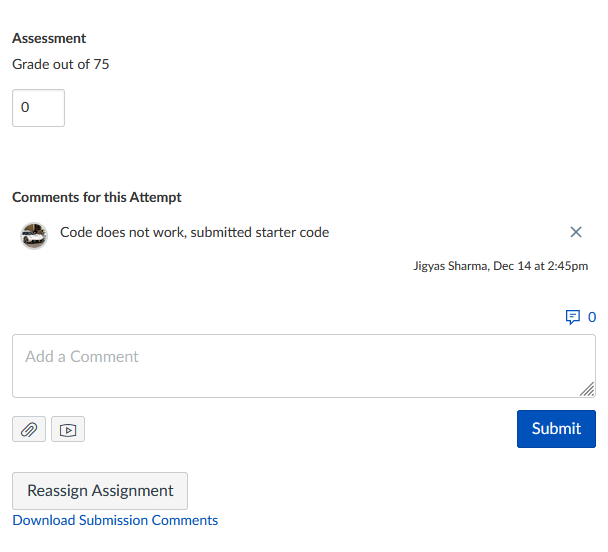 Assessment
Grade out of 75
0
Comments for this Attempt
Code does not work, submitted starter code
Jigyas Sharma, Dec 14 at 2:45pm
0
Add a Comment
Submit
Reassign Assignment
Download Submission Comments